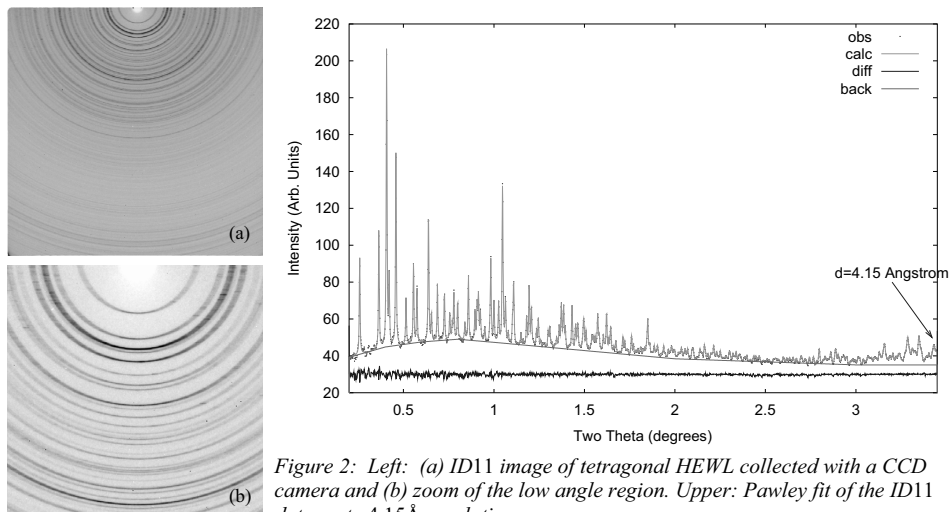 (a)
(b)
220
200
180
160
140
120
100
80
60
40
20
Intensity (Arb. Units)
obs
calc
diff
back
d=4.15 Angstrom
0.5 1 1.5 2 2.5 3
Two Theta (degrees)
Figure 2: Left: (a) ID11 image of tetragonal HEWL collected with a CCD
camera and (b) zoom of the low angle region. Upper: Pawley fit of the ID11